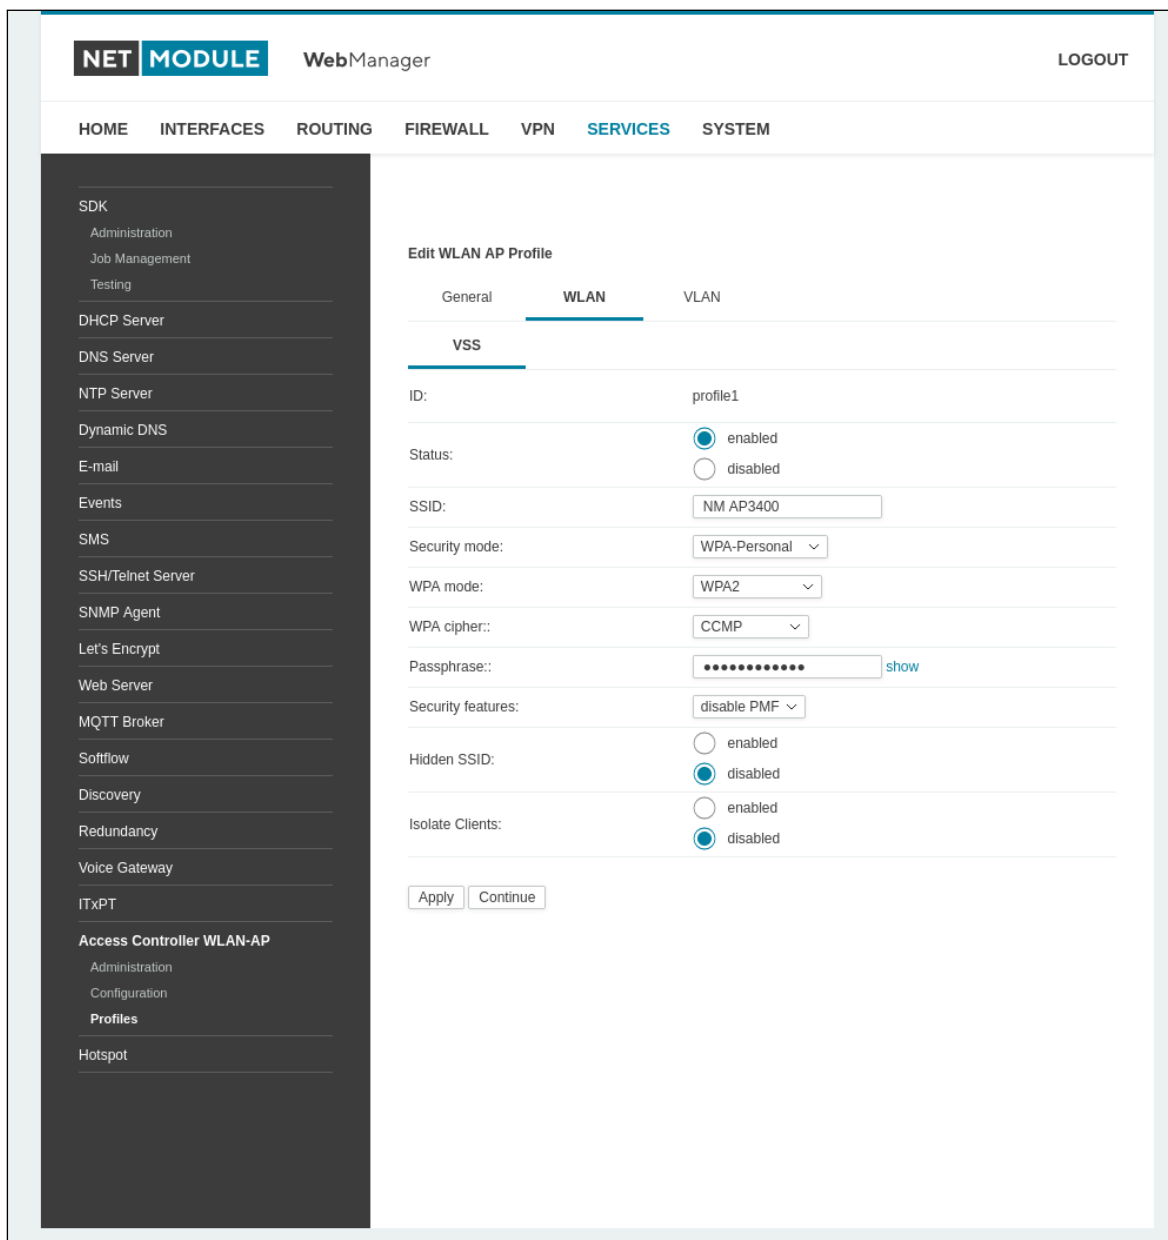 NET MODULE WebManager LOGOUT
HOME INTERFACES ROUTING FIREWALL VPN SERVICES SYSTEM
SDK
Administration
Job Management
Testing
DHCP Server
DNS Server
NTP Server
Dynamic DNS
E-mail
Events
SMS
SSH/Telnet Server
SNMP Agent
Let's Encrypt
Web Server
MQTT Broker
Softflow
Discovery
Redundancy
Voice Gateway
ITxPT
Access Controller WLAN-AP
Administration
Configuration
Profiles
Hotspot
Edit WLAN AP Profile
General WLAN VLAN
VSS
ID: profile1
Status: enabled
disabled
SSID: NM AP3400
Security mode: WPA-Personal
WPA mode: WPA2
WPA cipher:: CCMP
Passphrase:: ●●●●●●●●●●●● show
Security features: disable PMF
Hidden SSID: enabled
disabled
Isolate Clients: enabled
disabled
Apply Continue